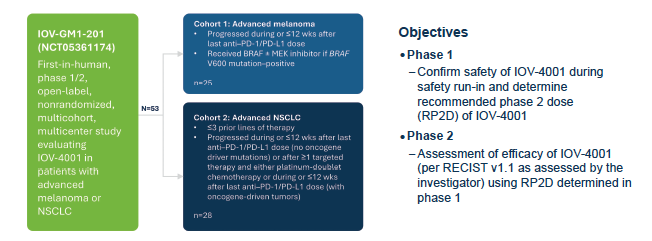 IOV-GM1-201
(NCT05361174)
First-in-human,
phase 1/2,
open-label,
nonrandomized,
multicohort,
multicenter study
evaluating
IOV-4001 in
patients with
advanced
melanoma or
NSCLC
N=53
Cohort 1: Advanced melanoma
• Progressed during or ≤12 wks after
last anti–PD-1/PD-L1 dose
• Received BRAF ± MEK inhibitor if BRAF
V600 mutation–positive
n=25
Cohort 2: Advanced NSCLC
• ≤3 prior lines of therapy
• Progressed during or ≤12 wks after last
anti–PD-1/PD-L1 dose (no oncogene
driver mutations) or after ≥1 targeted
therapy and either platinum-doublet
chemotherapy or during or ≤12 wks
after last anti–PD-1/PD-L1 dose (with
oncogene-driven tumors)
n=28
Objectives
• Phase 1
–Confirm safety of IOV-4001 during
safety run-in and determine
recommended phase 2 dose
(RP2D) of IOV-4001
• Phase 2
–Assessment of efficacy of IOV-4001
(per RECIST v1.1 as assessed by the
investigator) using RP2D determined in
phase 1